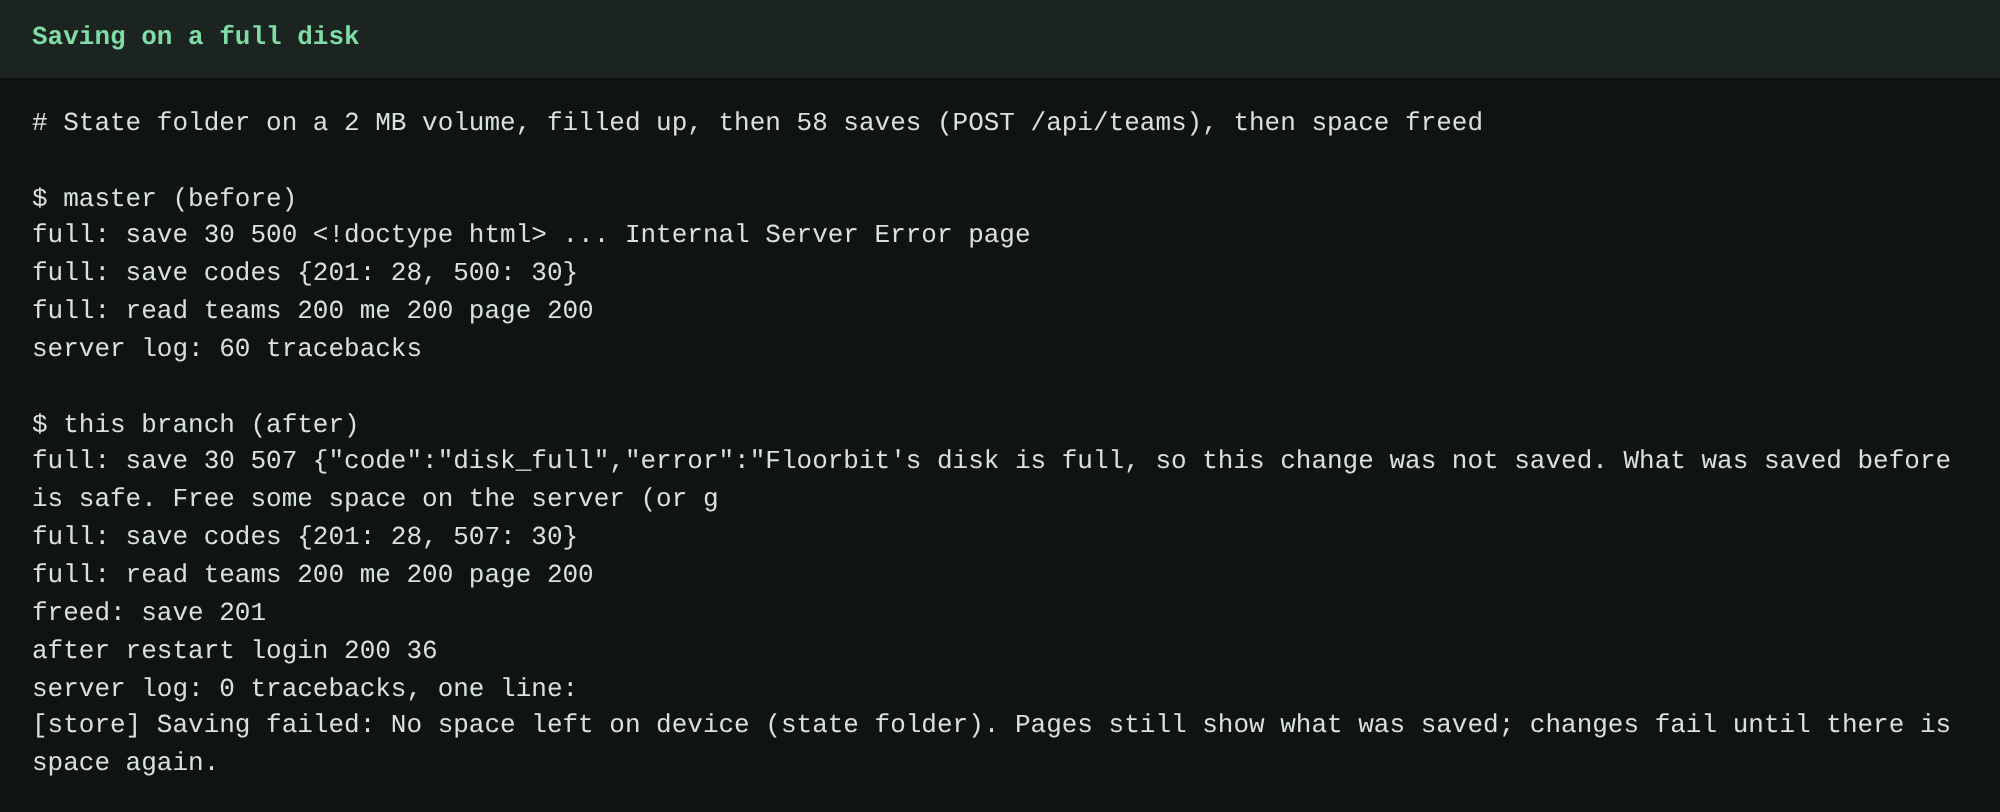 Saving on a full disk
# State folder on a 2 MB volume, filled up, then 58 saves (POST /api/teams), then space freed
$ master (before)
full: save 30 500 <!doctype html> ... Internal Server Error page
full: save codes {201: 28, 500: 30}
full: read teams 200 me 200 page 200
server log: 60 tracebacks
$ this branch (after)
full: save 30 507 {"code":"disk_full","error":"Floorbit's disk is full, so this change was not saved. What was saved before
is safe. Free some space on the server (or g
full: save codes {201: 28, 507: 30}
full: read teams 200 me 200 page 200
freed: save 201
after restart login 200 36
server log: 0 tracebacks, one line:
[store] Saving failed: No space left on device (state folder). Pages still show what was saved; changes fail until there is
space again.